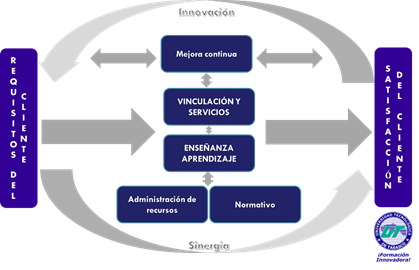 Innovación
Mejora continua
REQUISITOS DEL
CLIENTE
SATISFACCIÓN
DEL CLIENTE
VINCULACIÓN Y
SERVICIOS
ENSEÑANZA
APRENDIZAJE
Administración de
recursos
Normativo
Sinergia
UT
¡Formación
Innovadora!